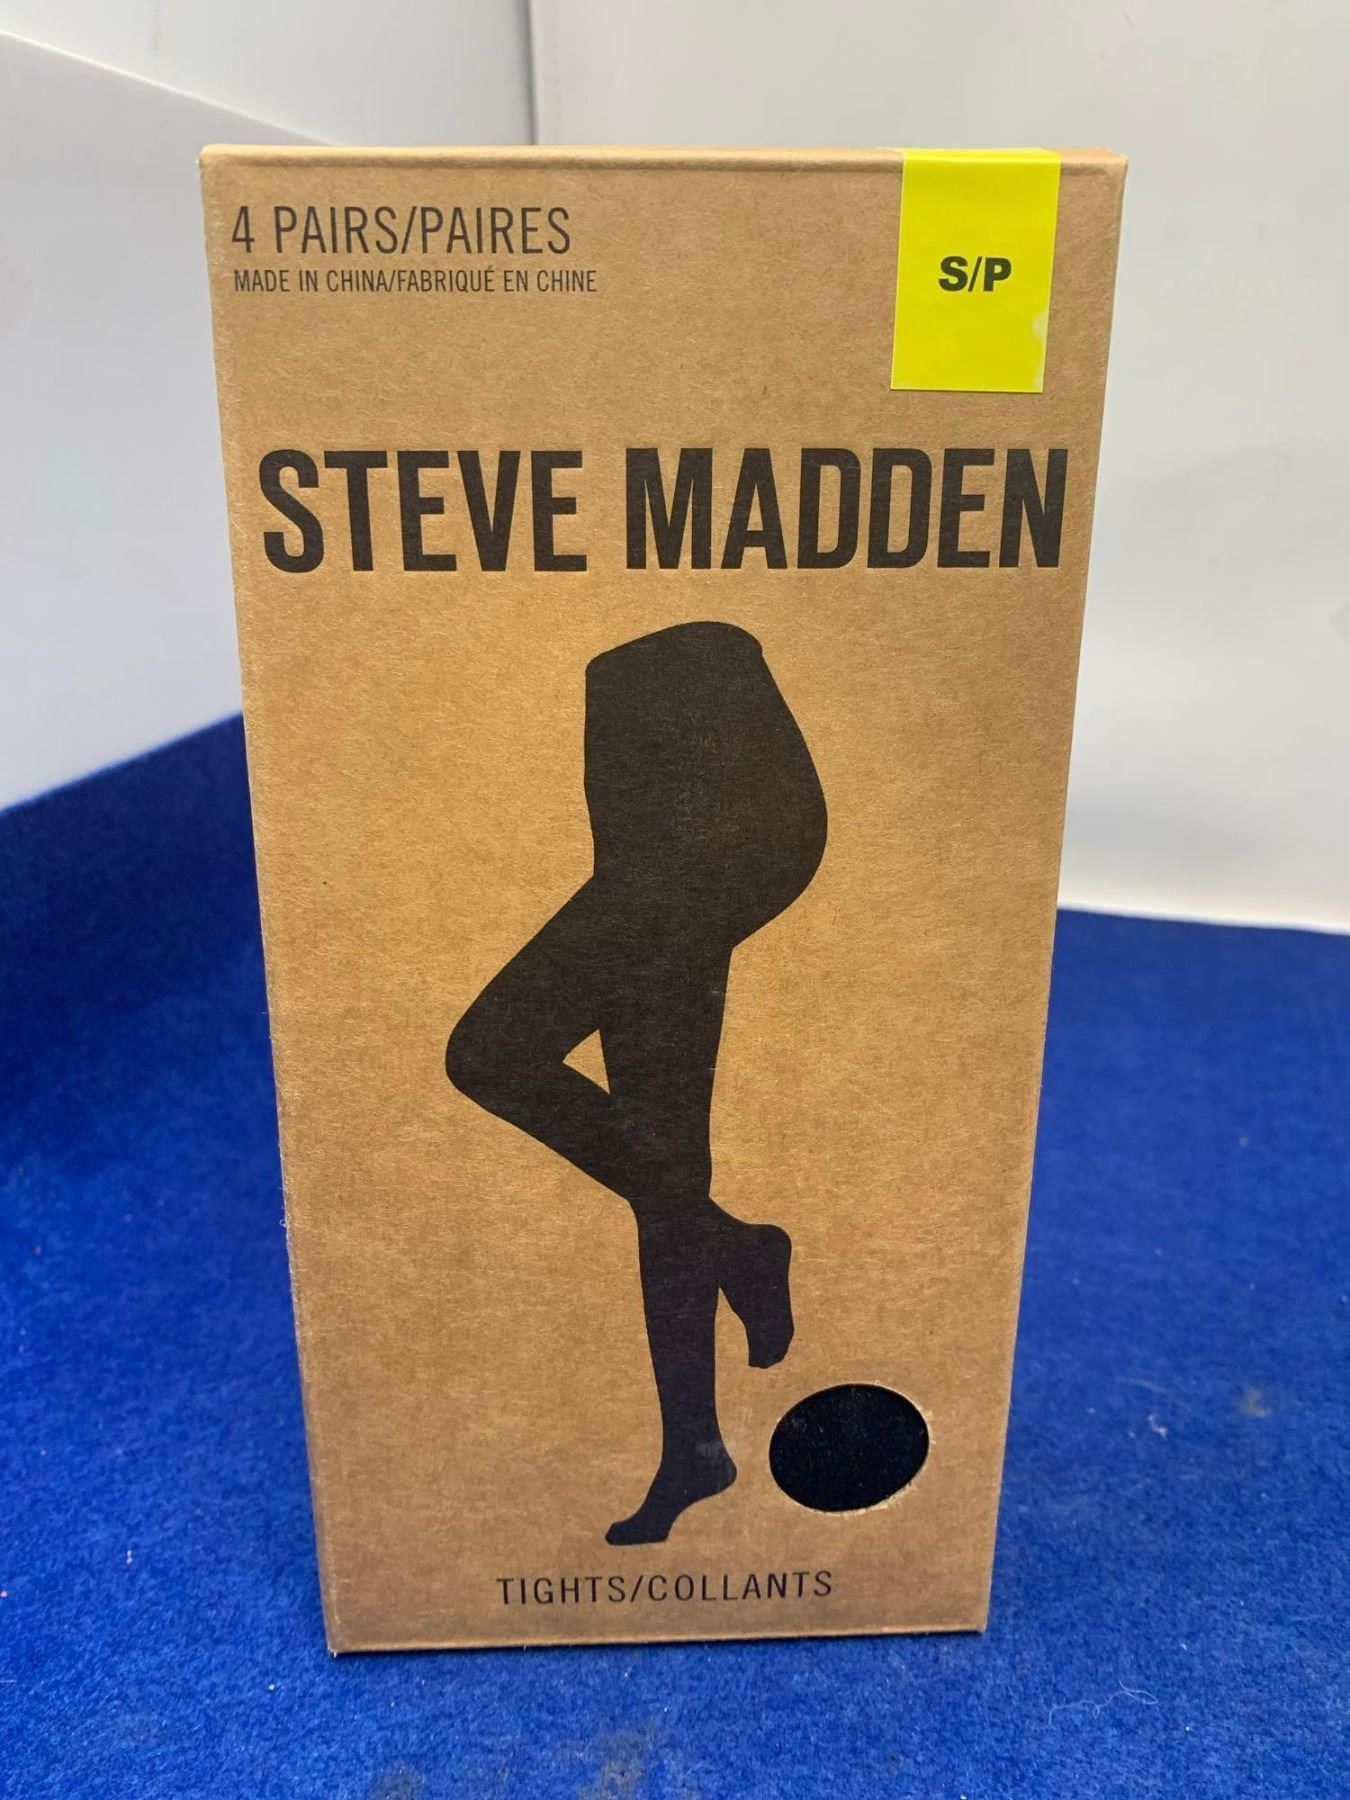 4 PAIRS/PAIRES
MADE IN CHINA/FABRIQUÉ EN CHINE
S/P
STEVE MADDEN
TIGHTS/COLLANTS